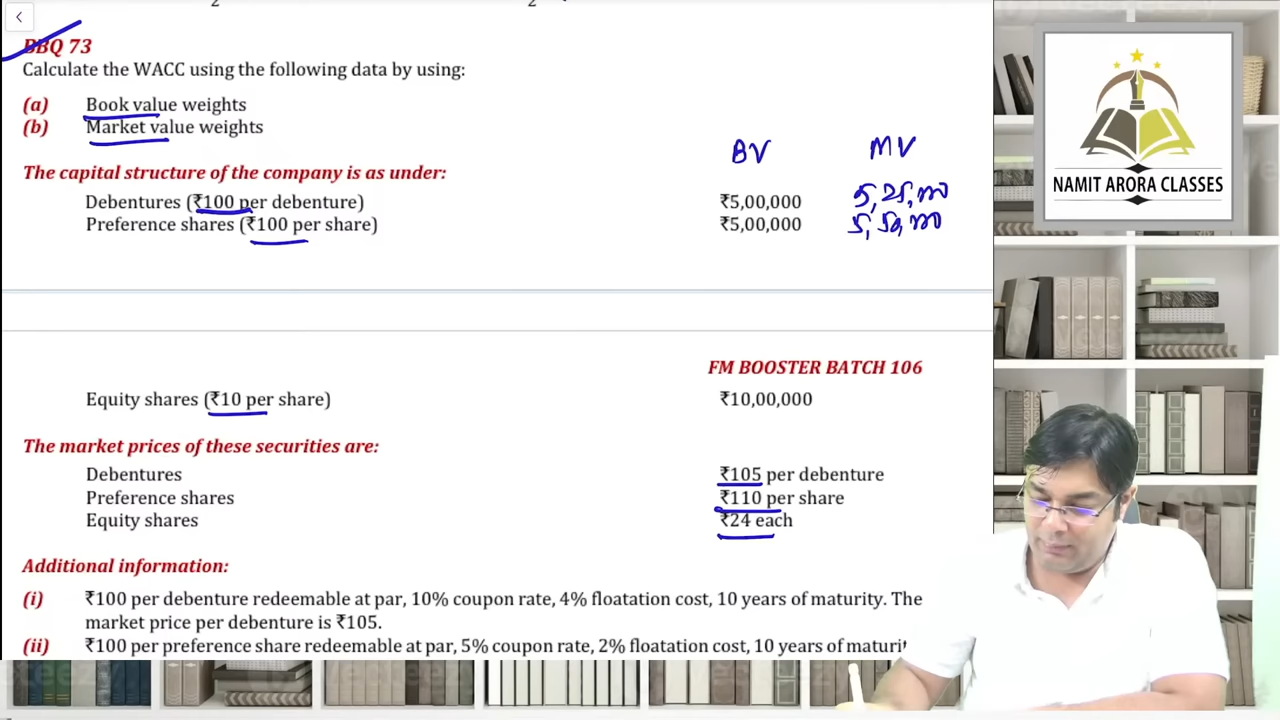 BBQ 73
Calculate the WACC using the following data by using:
(a) Book value weights
(b) Market value weights
BV MV
The capital structure of the company is as under:
Debentures (₹100 per debenture) ₹5,00,000 5,25,000
Preference shares (₹100 per share) ₹5,00,000 5,50,000
FM BOOSTER BATCH 106
Equity shares (₹10 per share) ₹10,00,000
The market prices of these securities are:
Debentures ₹105 per debenture
Preference shares ₹110 per share
Equity shares ₹24 each
Additional information:
(i) ₹100 per debenture redeemable at par, 10% coupon rate, 4% floatation cost, 10 years of maturity. The
market price per debenture is ₹105.
(ii) ₹100 per preference share redeemable at par, 5% coupon rate, 2% floatation cost, 10 years of
NAMIT ARORA CLASSES